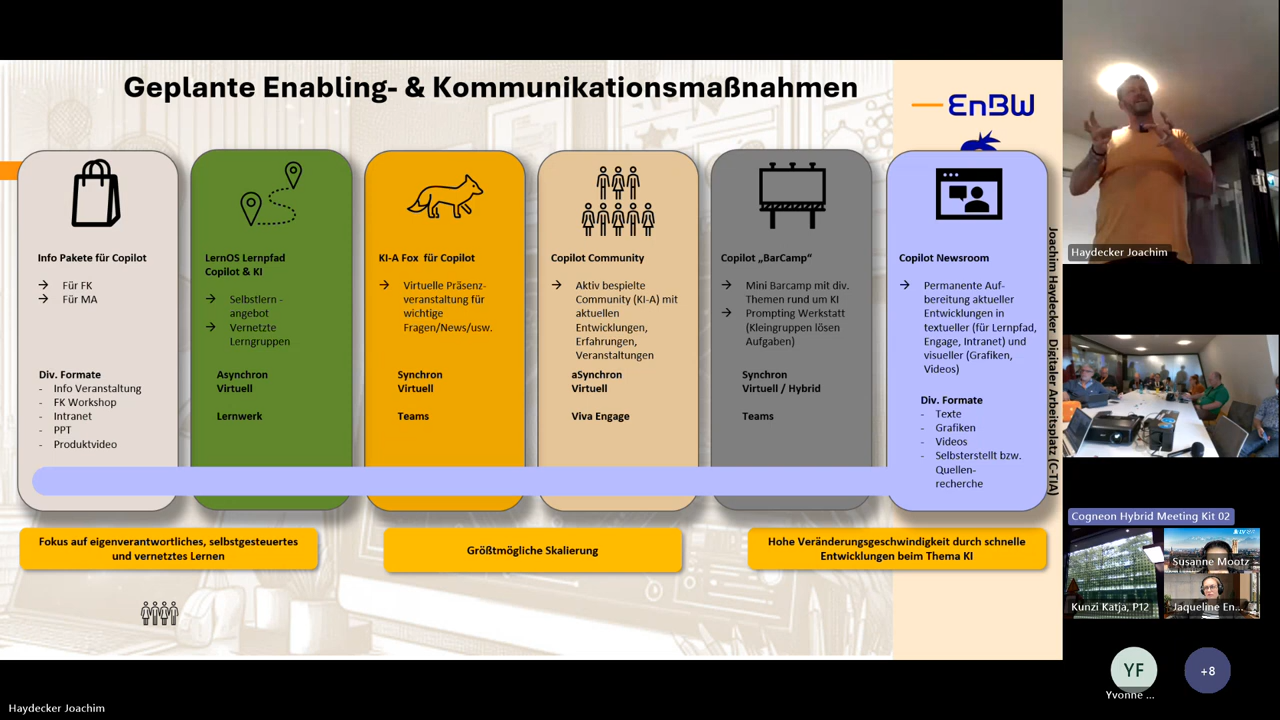 Geplante Enabling- & Kommunikationsmaßnahmen
EnBW
Info Pakete für Copilot
→ Für FK
→ Für MA
Div. Formate
- Info Veranstaltung
- FK Workshop
- Intranet
- PPT
- Produktvideo
LernOS Lernpfad
Copilot & KI
→ Selbstlern -
angebot
→ Vernetzte
Lerngruppen
Asynchron
Virtuell
Lernwerk
KI-A Fox für Copilot
→ Virtuelle Präsenz-
veranstaltung für
wichtige
Fragen/News/usw.
Synchron
Virtuell
Teams
Copilot Community
→ Aktiv bespielte
Community (KI-A) mit
aktuellen
Entwicklungen,
Erfahrungen,
Veranstaltungen
aSynchron
Virtuell
Viva Engage
Copilot „BarCamp“
→ Mini Barcamp mit div.
Themen rund um KI
→ Prompting Werkstatt
(Kleingruppen lösen
Aufgaben)
Synchron
Virtuell / Hybrid
Teams
Copilot Newsroom
→ Permanente Auf-
bereitung aktueller
Entwicklungen in
textueller (für Lernpfad,
Engage, Intranet) und
visueller (Grafiken,
Videos)
Div. Formate
- Texte
- Grafiken
- Videos
- Selbsterstellt bzw.
Quellen-
recherche
Joachim Haydecker Digitaler Arbeitsplatz (C-TIA)
Fokus auf eigenverantwortliches, selbstgesteuertes
und vernetztes Lernen
Größtmögliche Skalierung
Hohe Veränderungsgeschwindigkeit durch schnelle
Entwicklungen beim Thema KI
Haydecker Joachim
Cogneon Hybrid Meeting Kit 02
Susanne Mootz
Kunzi Katja, P12
Jaqueline En...
YF
+8
Yvonne ...
Haydecker Joachim